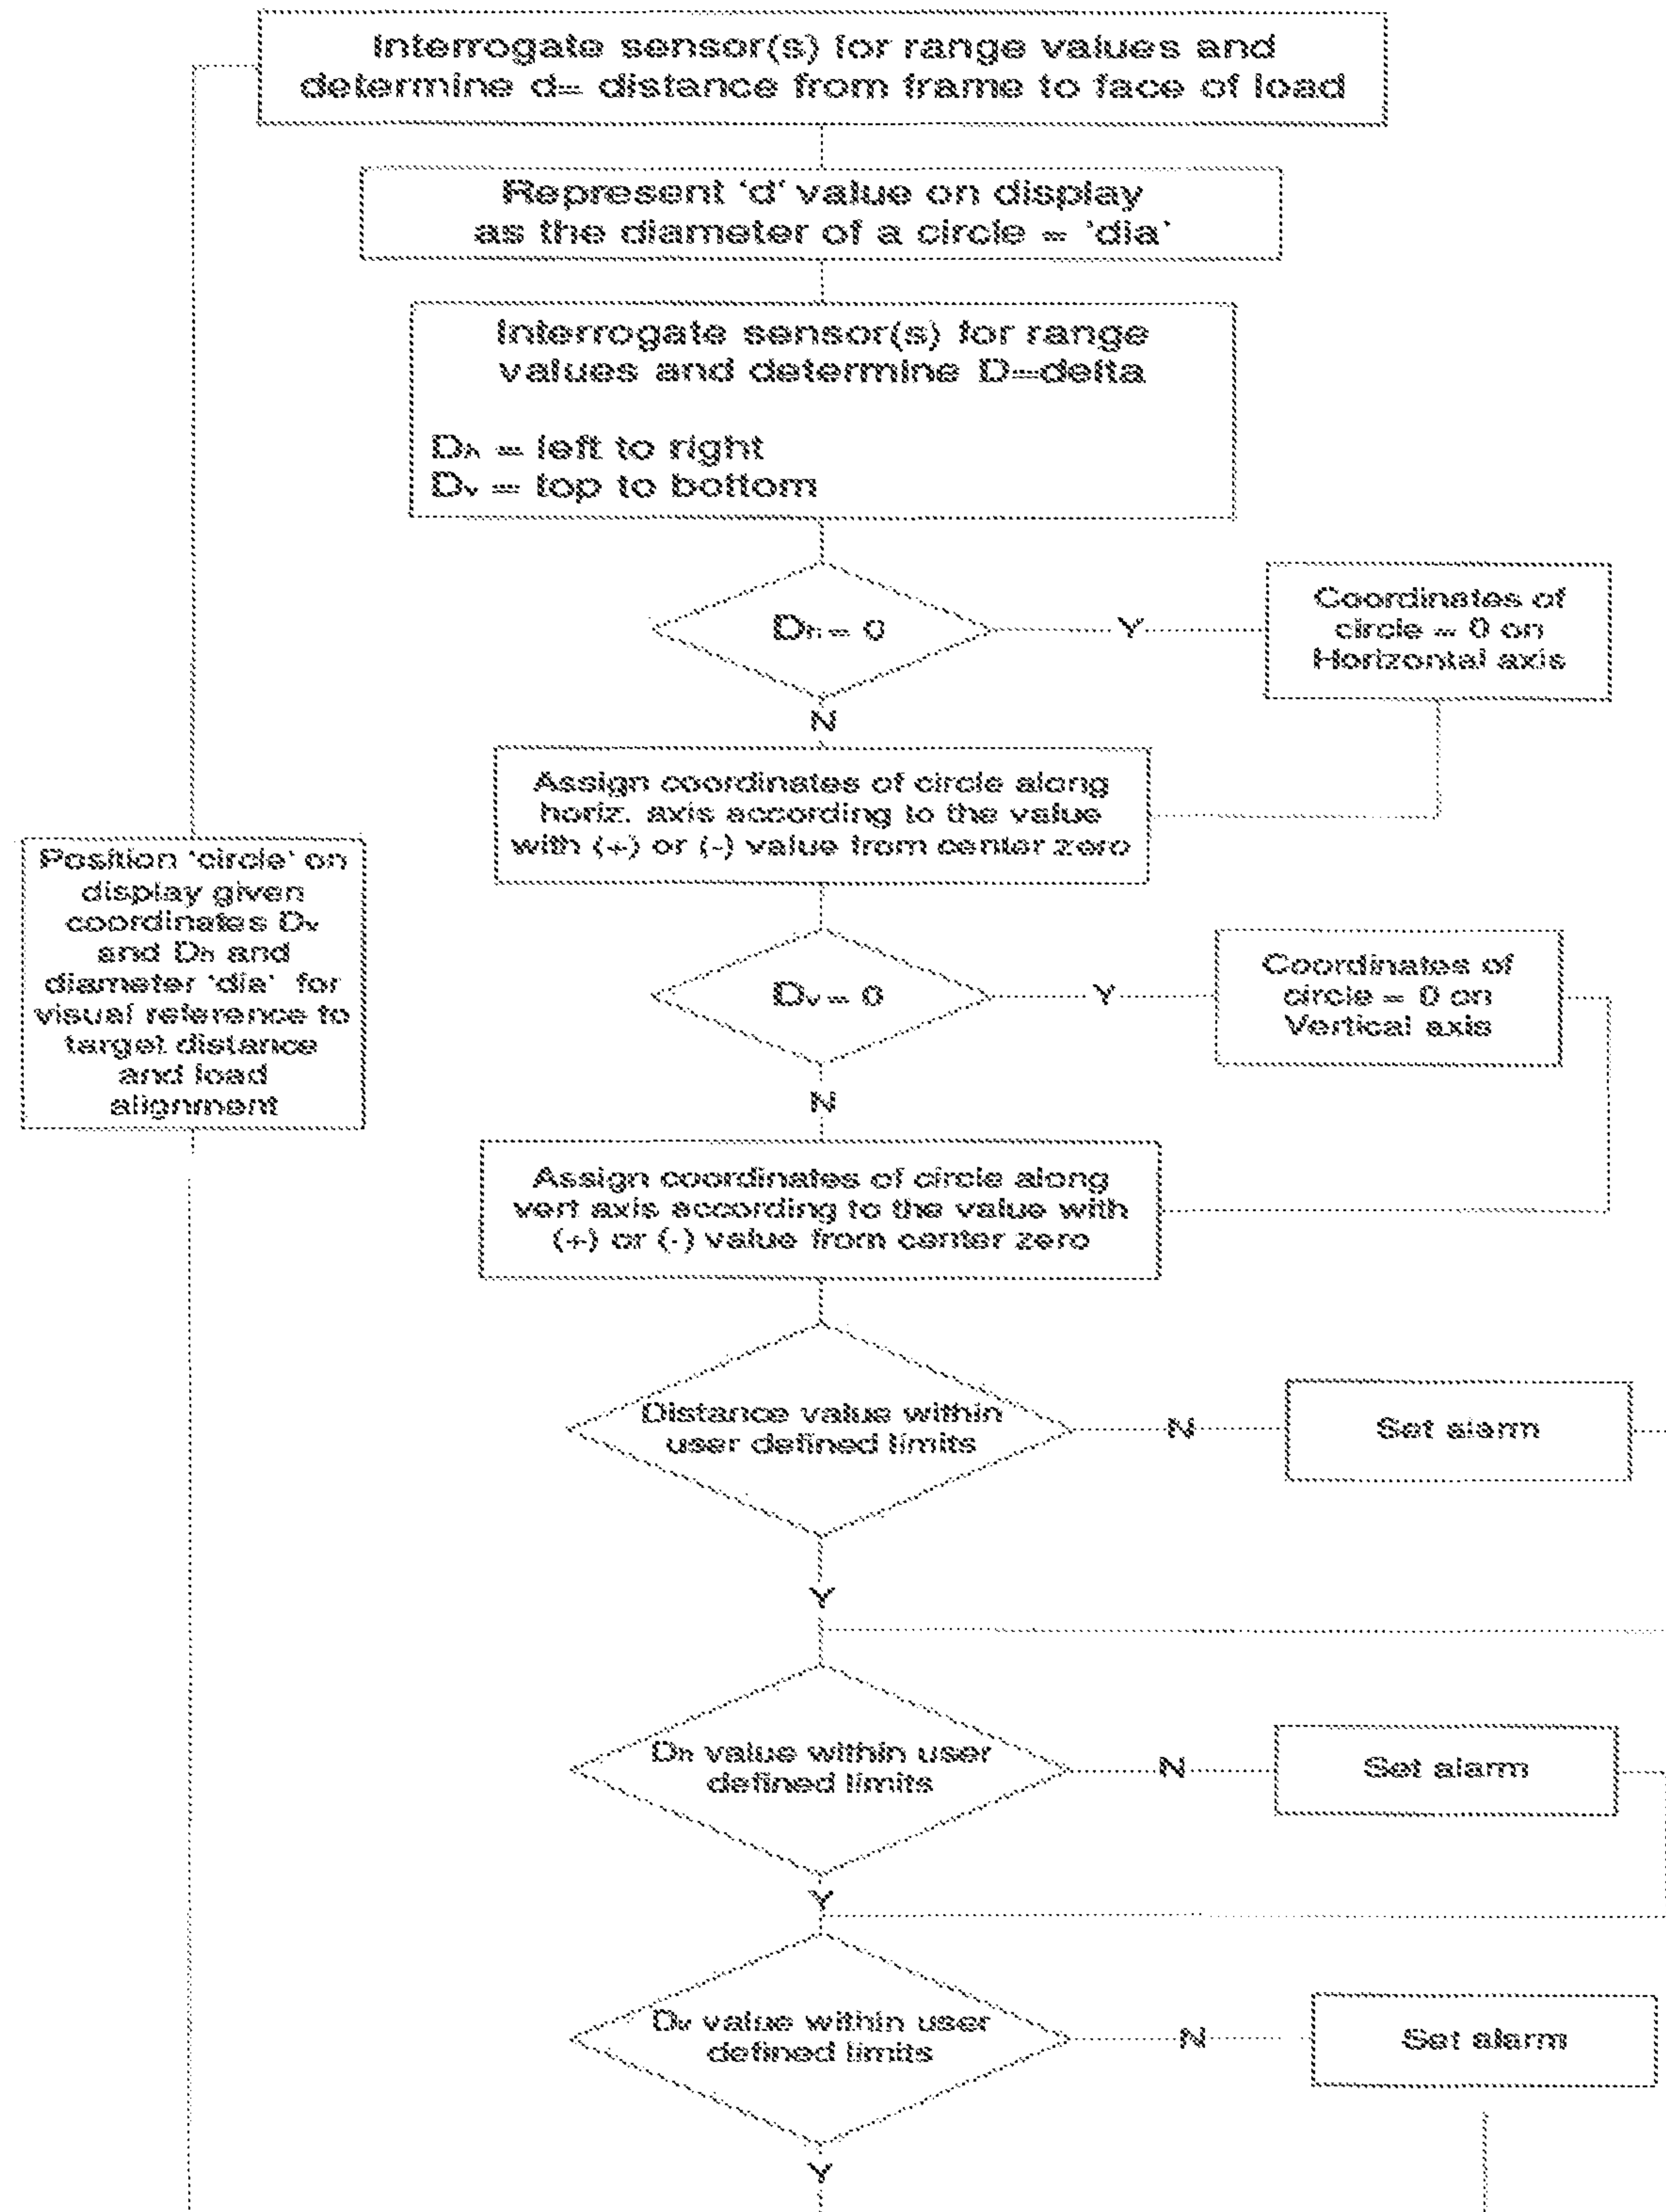 Interrogate sensor(s) for range values and
determine d= distance from frame to face of load
Represent 'd' value on display
as the diameter of a circle = 'dia'
Interrogate sensor(s) for range
values and determine D=delta
Dh = left to right
Dv = top to bottom
Dh = 0
Y
Coordinates of
circle = 0 on
Horizontal axis
N
Assign coordinates of circle along
horiz. axis according to the value
with (+) or (-) value from center zero
Position 'circle' on
display given
coordinates Dv
and Dh and
diameter 'dia' for
visual reference to
target distance
and load
alignment
Dv = 0
Y
Coordinates of
circle = 0 on
Vertical axis
N
Assign coordinates of circle along
vert axis according to the value with
(+) or (-) value from center zero
Distance value within
user defined limits
N
Set alarm
Y
Dh value within user
defined limits
N
Set alarm
Y
Dv value within user
defined limits
N
Set alarm
Y